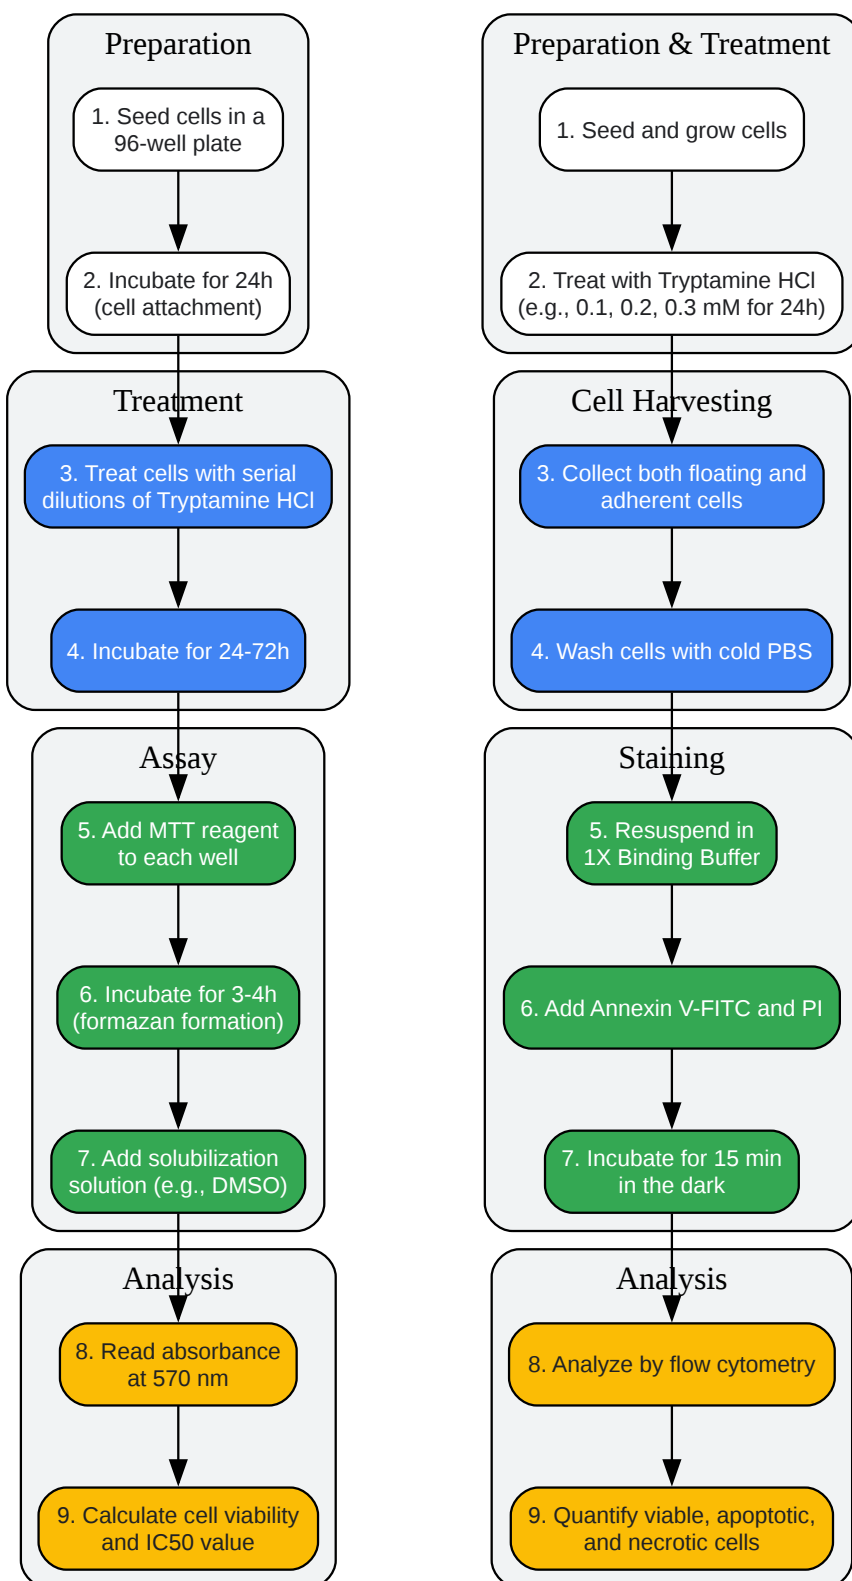 Preparation
1. Seed cells in a
96-well plate
2. Incubate for 24h
(cell attachment)
Treatment
3. Treat cells with serial
dilutions of Tryptamine HCl
4. Incubate for 24-72h
Assay
5. Add MTT reagent
to each well
6. Incubate for 3-4h
(formazan formation)
7. Add solubilization
solution (e.g., DMSO)
Analysis
8. Read absorbance
at 570 nm
9. Calculate cell viability
and IC50 value
Preparation & Treatment
1. Seed and grow cells
2. Treat with Tryptamine HCl
(e.g., 0.1, 0.2, 0.3 mM for 24h)
Cell Harvesting
3. Collect both floating and
adherent cells
4. Wash cells with cold PBS
Staining
5. Resuspend in
1X Binding Buffer
6. Add Annexin V-FITC and PI
7. Incubate for 15 min
in the dark
Analysis
8. Analyze by flow cytometry
9. Quantify viable, apoptotic,
and necrotic cells